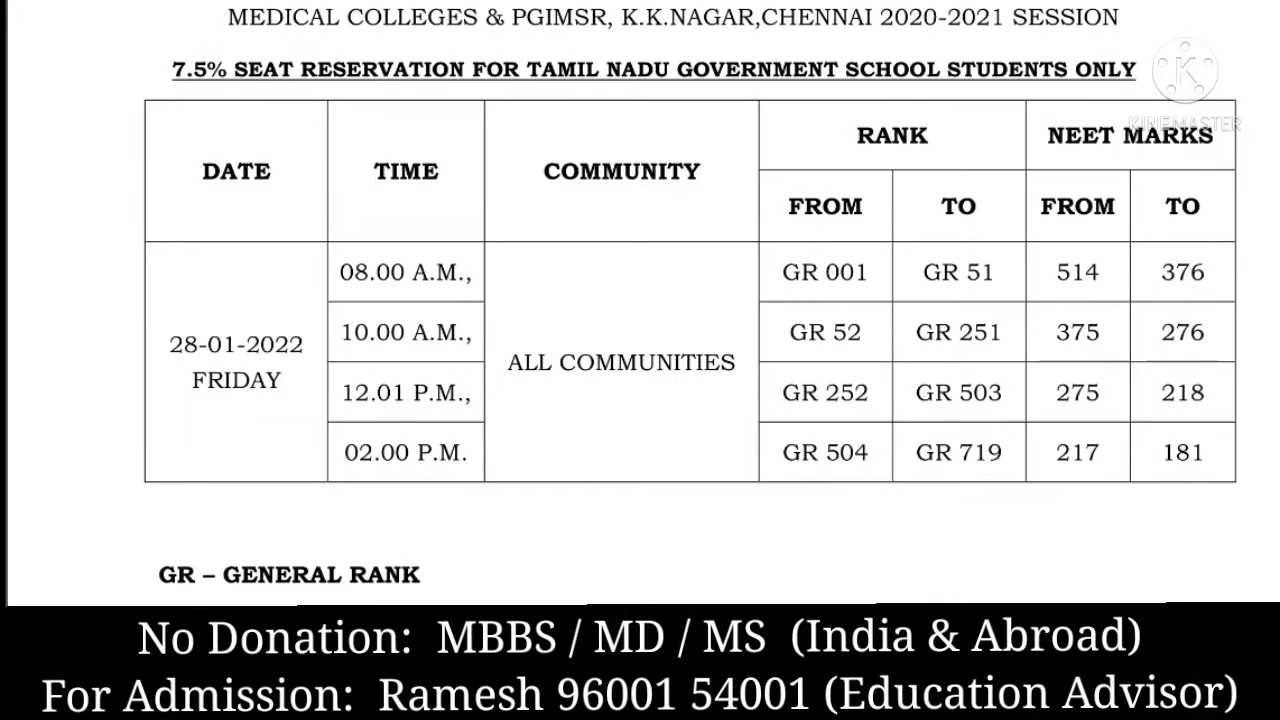 MEDICAL COLLEGES & PGIMSR, K.K.NAGAR,CHENNAI 2020-2021 SESSION
7.5% SEAT RESERVATION FOR TAMIL NADU GOVERNMENT SCHOOL STUDENTS ONLY
K
KINEMASTER
DATE TIME COMMUNITY RANK NEET MARKS
FROM TO FROM TO
28-01-2022 FRIDAY ALL COMMUNITIES
08.00 A.M., GR 001 GR 51 514 376
10.00 A.M., GR 52 GR 251 375 276
12.01 P.M., GR 252 GR 503 275 218
02.00 P.M. GR 504 GR 719 217 181
GR – GENERAL RANK
No Donation: MBBS / MD / MS (India & Abroad)
For Admission: Ramesh 96001 54001 (Education Advisor)